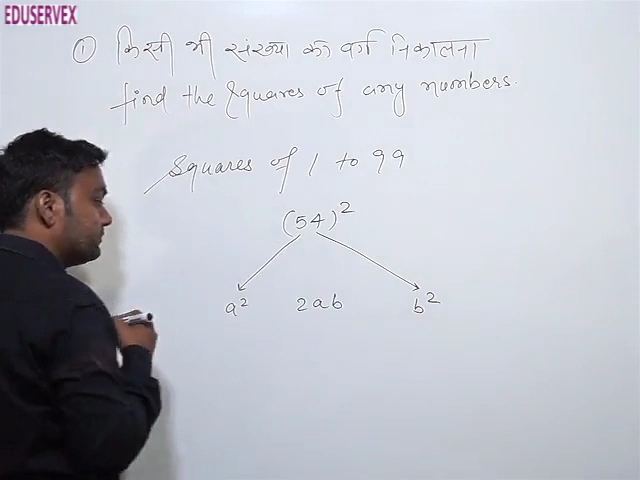 EDUSERVEX
① किसी भी संख्या का वर्ग निकालना
find the squares of any numbers.
Squares of 1 to 99
(54)²
a² 2ab b²